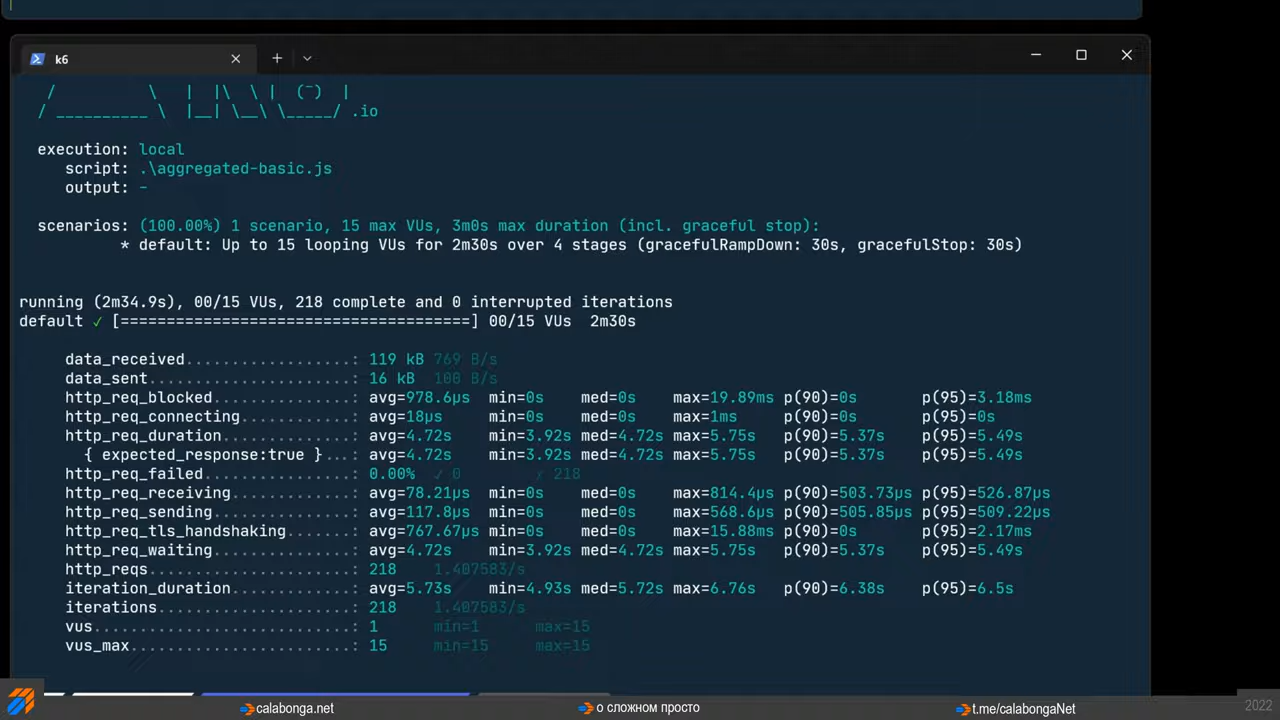 k6
/          \   |  |\  \ |  (‾)  |
/ __________ \  |__| \__\ \_____/ .io
execution: local
script: .\aggregated-basic.js
output: -
scenarios: (100.00%) 1 scenario, 15 max VUs, 3m0s max duration (incl. graceful stop):
* default: Up to 15 looping VUs for 2m30s over 4 stages (gracefulRampDown: 30s, gracefulStop: 30s)
running (2m34.9s), 00/15 VUs, 218 complete and 0 interrupted iterations
default ✓ [======================================] 00/15 VUs  2m30s
data_received..................: 119 kB 769 B/s
data_sent......................: 16 kB  100 B/s
http_req_blocked...............: avg=978.6µs  min=0s    med=0s    max=19.89ms p(90)=0s       p(95)=3.18ms
http_req_connecting............: avg=18µs     min=0s    med=0s    max=1ms     p(90)=0s       p(95)=0s
http_req_duration..............: avg=4.72s    min=3.92s med=4.72s max=5.75s   p(90)=5.37s    p(95)=5.49s
{ expected_response:true }...: avg=4.72s    min=3.92s med=4.72s max=5.75s   p(90)=5.37s    p(95)=5.49s
http_req_failed................: 0.00%  ✓ 0        ✗ 218
http_req_receiving.............: avg=78.21µs  min=0s    med=0s    max=814.4µs p(90)=503.73µs p(95)=526.87µs
http_req_sending...............: avg=117.8µs  min=0s    med=0s    max=568.6µs p(90)=505.85µs p(95)=509.22µs
http_req_tls_handshaking.......: avg=767.67µs min=0s    med=0s    max=15.88ms p(90)=0s       p(95)=2.17ms
http_req_waiting...............: avg=4.72s    min=3.92s med=4.72s max=5.75s   p(90)=5.37s    p(95)=5.49s
http_reqs......................: 218    1.407583/s
iteration_duration.............: avg=5.73s    min=4.93s med=5.72s max=6.76s   p(90)=6.38s    p(95)=6.5s
iterations.....................: 218    1.407583/s
vus............................: 1      min=1      max=15
vus_max........................: 15     min=15     max=15
calabonga.net
о сложном просто
t.me/calabongaNet
2022